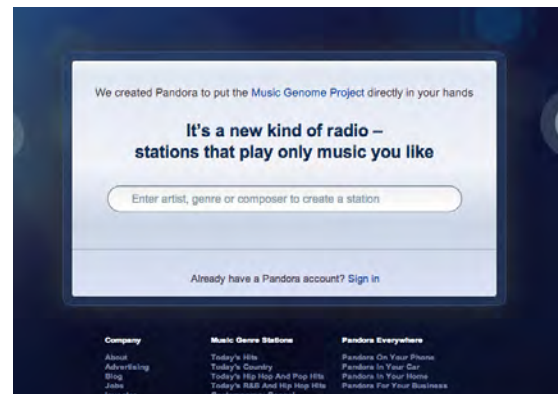 We created Pandora to put the Music Genome Project directly in your hands
It's a new kind of radio –
stations that play only music you like
Enter artist, genre or composer to create a station
Already have a Pandora account? Sign in
Company
Music Genre Stations
Pandora Everywhere
About
Today's Hits
Pandora On Your Phone
Advertising
Today's Country
Pandora In Your Car
Blog
Today's Hip Hop And Pop Hits
Pandora In Your Home
Jobs
Today's R&B And Hip Hop Hits
Pandora For Your Business